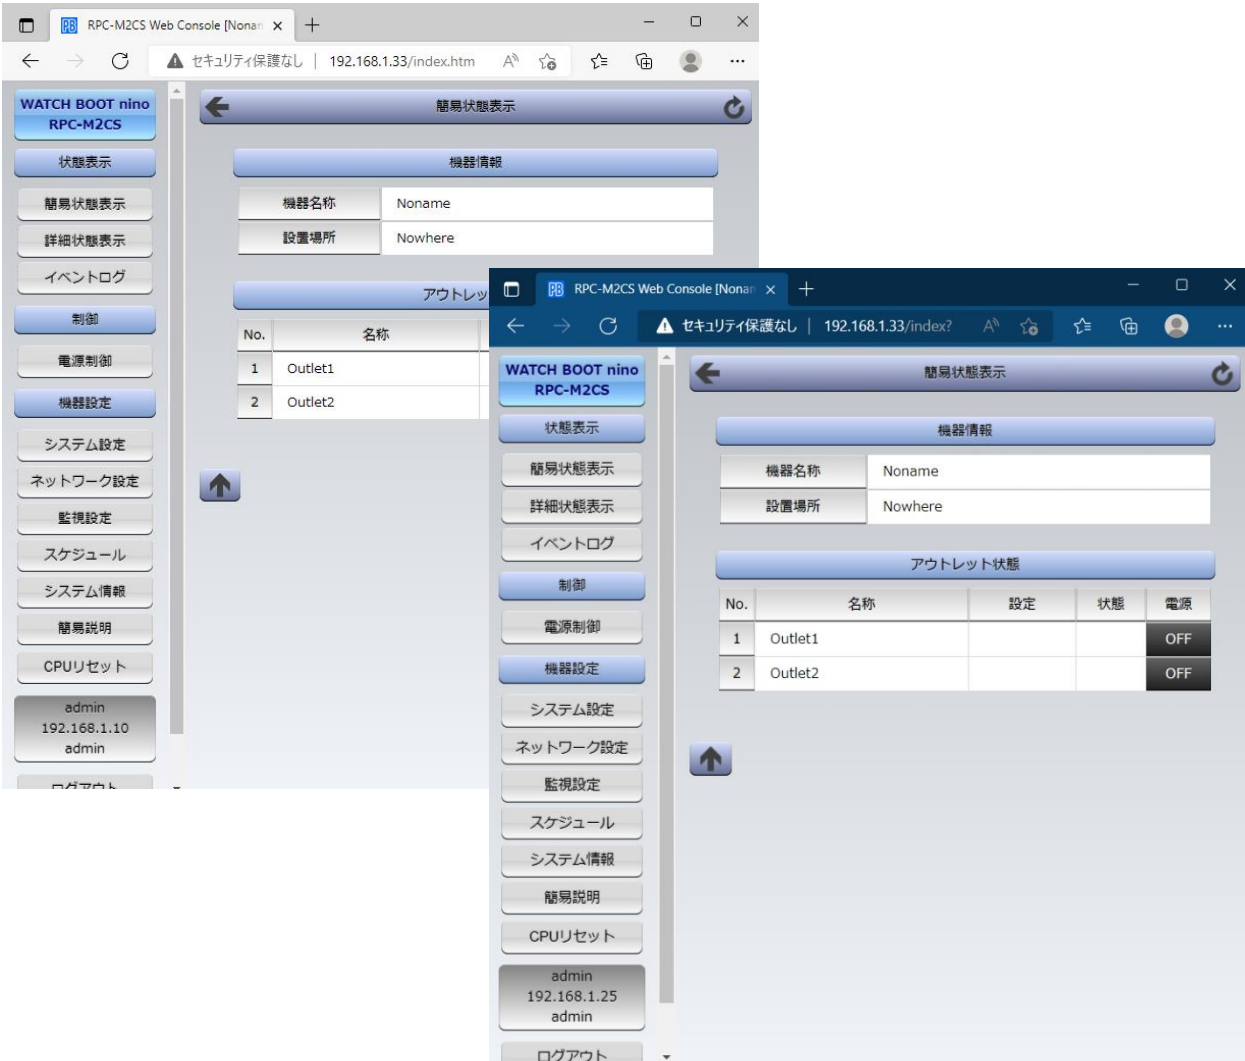 RPC-M2CS Web Console [Nonan
セキュリティ保護なし | 192.168.1.33/index.htm
WATCH BOOT nino
RPC-M2CS
状態表示
簡易状態表示
詳細状態表示
イベントログ
制御
電源制御
機器設定
システム設定
ネットワーク設定
監視設定
スケジュール
システム情報
簡易説明
CPUリセット
admin
192.168.1.10
admin
ログアウト
簡易状態表示
機器情報
機器名称 Noname
設置場所 Nowhere
アウトレッ
No. 名称
1 Outlet1
2 Outlet2
RPC-M2CS Web Console [Nonan
セキュリティ保護なし | 192.168.1.33/index?
WATCH BOOT nino
RPC-M2CS
状態表示
簡易状態表示
詳細状態表示
イベントログ
制御
電源制御
機器設定
システム設定
ネットワーク設定
監視設定
スケジュール
システム情報
簡易説明
CPUリセット
admin
192.168.1.25
admin
ログアウト
簡易状態表示
機器情報
機器名称 Noname
設置場所 Nowhere
アウトレット状態
No. 名称 設定 状態 電源
1 Outlet1 OFF
2 Outlet2 OFF